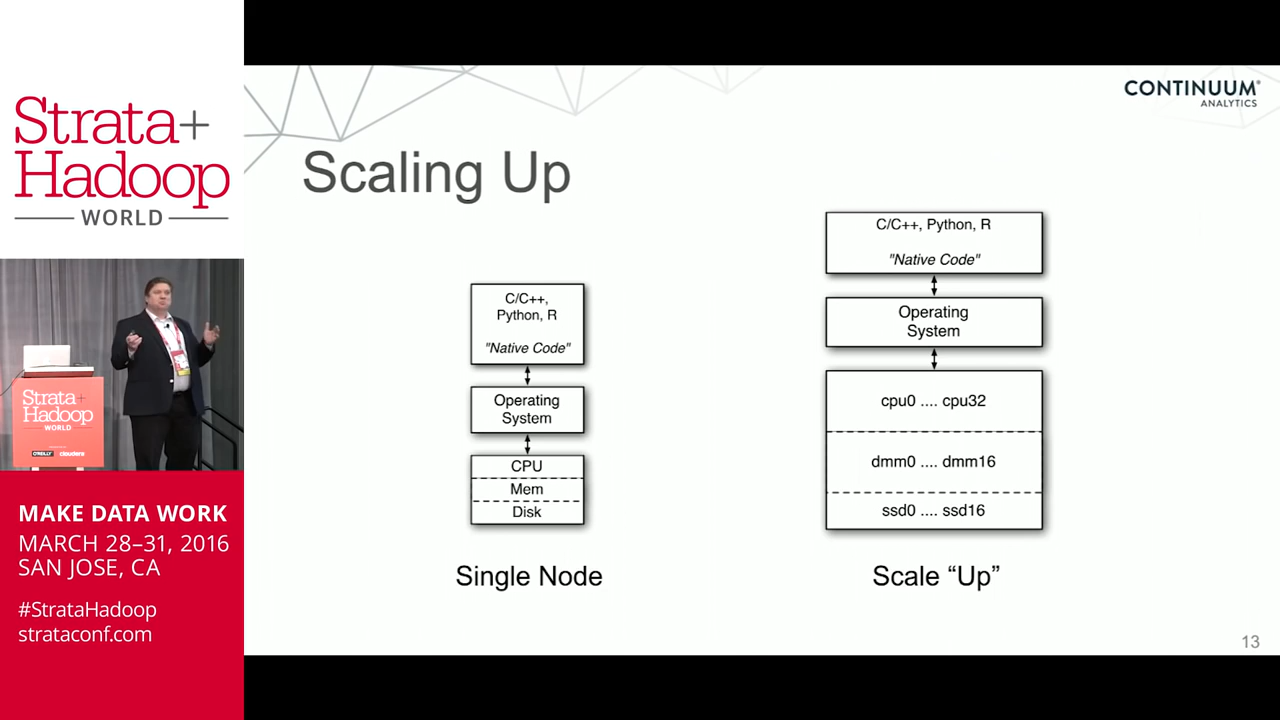 Strata+
Hadoop
WORLD
Strata+
Hadoop
WORLD
O'REILLY
cloudera
MAKE DATA WORK
MARCH 28–31, 2016
SAN JOSE, CA
#StrataHadoop
strataconf.com
CONTINUUM®
ANALYTICS
Scaling Up
C/C++,
Python, R
"Native Code"
Operating
System
CPU
Mem
Disk
Single Node
C/C++, Python, R
"Native Code"
Operating
System
cpu0 .... cpu32
dmm0 .... dmm16
ssd0 .... ssd16
Scale “Up”
13